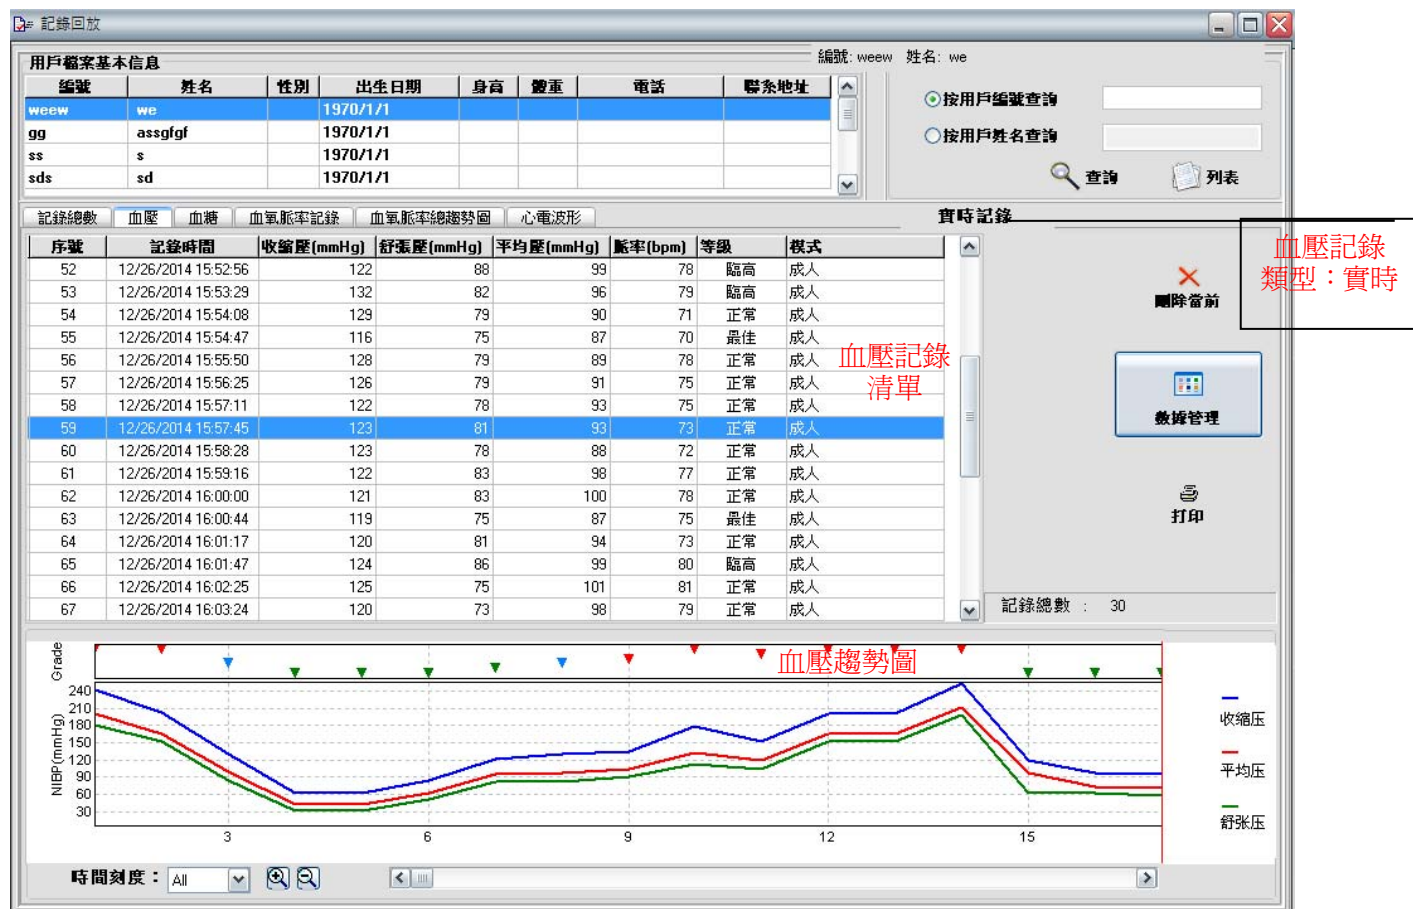 記錄回放
用戶檔案基本信息
編號: weew 姓名: we
編號 姓名 性別 出生日期 身高 體重 電話 聯系地址
weew we 1970/1/1
gg assgfgf 1970/1/1
ss s 1970/1/1
sds sd 1970/1/1
按用戶編號查詢
按用戶姓名查詢
查詢 列表
記錄總數 血壓 血糖 血氧脈率記錄 血氧脈率總趨勢圖 心電波形
實時記錄
序號 記錄時間 收縮壓(mmHg) 舒張壓(mmHg) 平均壓(mmHg) 脈率(bpm) 等級 模式
52 12/26/2014 15:52:56 122 88 99 78 臨高 成人
53 12/26/2014 15:53:29 132 82 96 79 臨高 成人
54 12/26/2014 15:54:08 129 79 90 71 正常 成人
55 12/26/2014 15:54:47 116 75 87 70 最佳 成人
56 12/26/2014 15:55:50 128 79 89 78 正常 成人
57 12/26/2014 15:56:25 126 79 91 75 正常 成人
58 12/26/2014 15:57:11 122 78 93 75 正常 成人
59 12/26/2014 15:57:45 123 81 93 73 正常 成人
60 12/26/2014 15:58:28 123 78 88 72 正常 成人
61 12/26/2014 15:59:16 122 83 98 77 正常 成人
62 12/26/2014 16:00:00 121 83 100 78 正常 成人
63 12/26/2014 16:00:44 119 75 87 75 最佳 成人
64 12/26/2014 16:01:17 120 81 94 73 正常 成人
65 12/26/2014 16:01:47 124 86 99 80 臨高 成人
66 12/26/2014 16:02:25 125 75 101 81 正常 成人
67 12/26/2014 16:03:24 120 73 98 79 正常 成人
血壓記錄
清單
刪除當前
數據管理
打印
記錄總數 : 30
血壓記錄
類型：實時
Grade
血壓趨勢圖
NIBP(mmHg)
240
210
180
150
120
90
60
30
3 6 9 12 15
收缩压
平均压
舒张压
時間刻度： All